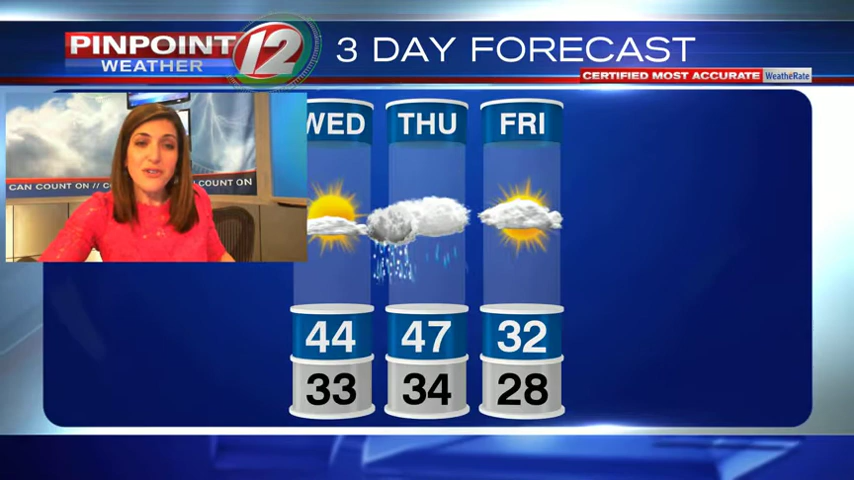 PINPOINT
WEATHER
12
3 DAY FORECAST
CERTIFIED MOST ACCURATE WeatheRate
CAN COUNT ON // CO
COUNT ON
WED THU FRI
44 47 32
33 34 28